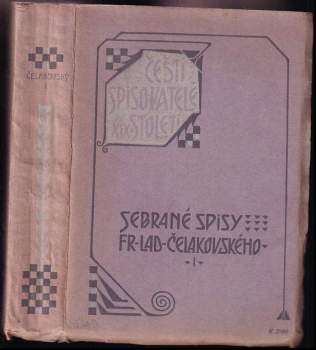 ČELAKOVSKÝ
ČEŠTÍ
SPISOVATELÉ
XIX. STOLETÍ
SEBRANÉ SPISY
FR·LAD·ČELAKOVSKÉHO·
·I·